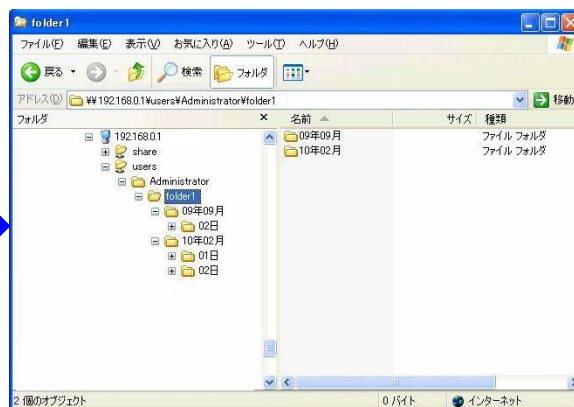 folder1
ファイル(F) 編集(E) 表示(V) お気に入り(A) ツール(T) ヘルプ(H)
戻る 検索 フォルダ
アドレス(D) ¥¥192.168.0.1¥users¥Administrator¥folder1 移動
フォルダ × 名前 サイズ 種類
192.168.0.1
share
users
Administrator
folder1
09年09月
02日
10年02月
01日
02日
09年09月 ファイル フォルダ
10年02月 ファイル フォルダ
2 個のオブジェクト 0 バイト インターネット